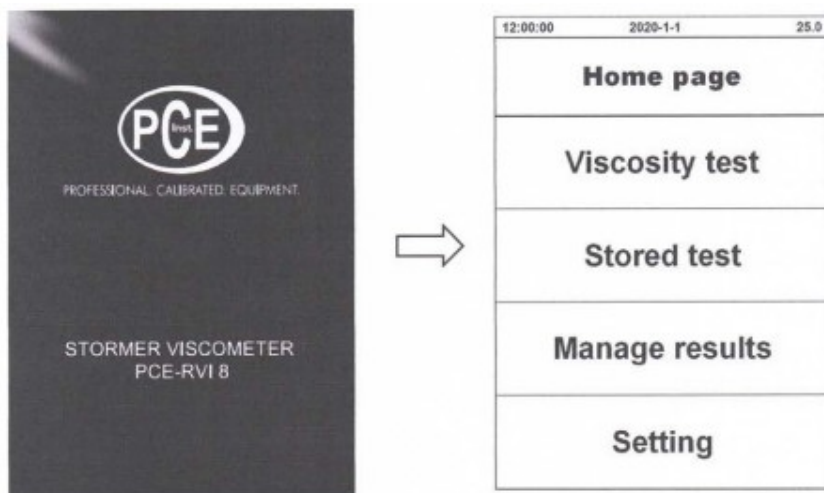 PCE
Inst.
PROFESSIONAL. CALIBRATED. EQUIPMENT.
STORMER VISCOMETER
PCE-RVI 8
12:00:00 2020-1-1 25.0
Home page
Viscosity test
Stored test
Manage results
Setting